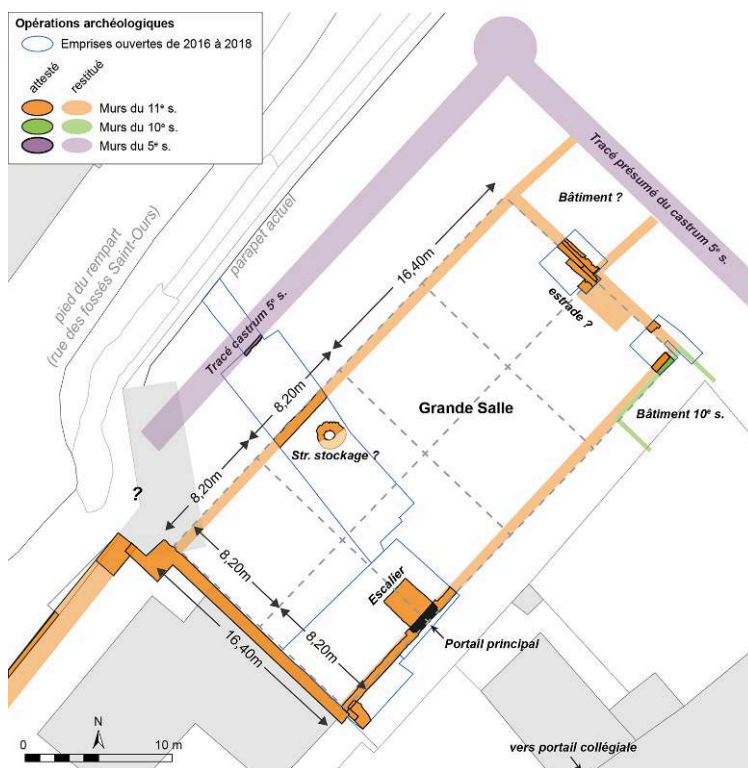 Opérations archéologiques
Emprises ouvertes de 2016 à 2018
attesté
restitué
Murs du 11e s.
Murs du 10e s.
Murs du 5e s.
pied du rempart
(rue des fossés Saint-Ours)
parapet actuel
Tracé castrum 5e s.
Tracé présumé du castrum 5e s.
Bâtiment ?
16,40m
estrade ?
8,20m
Grande Salle
Bâtiment 10e s.
Str. stockage ?
8,20m
?
8,20m
Escalier
8,20m
16,40m
Portail principal
N
0
10 m
vers portail collégiale